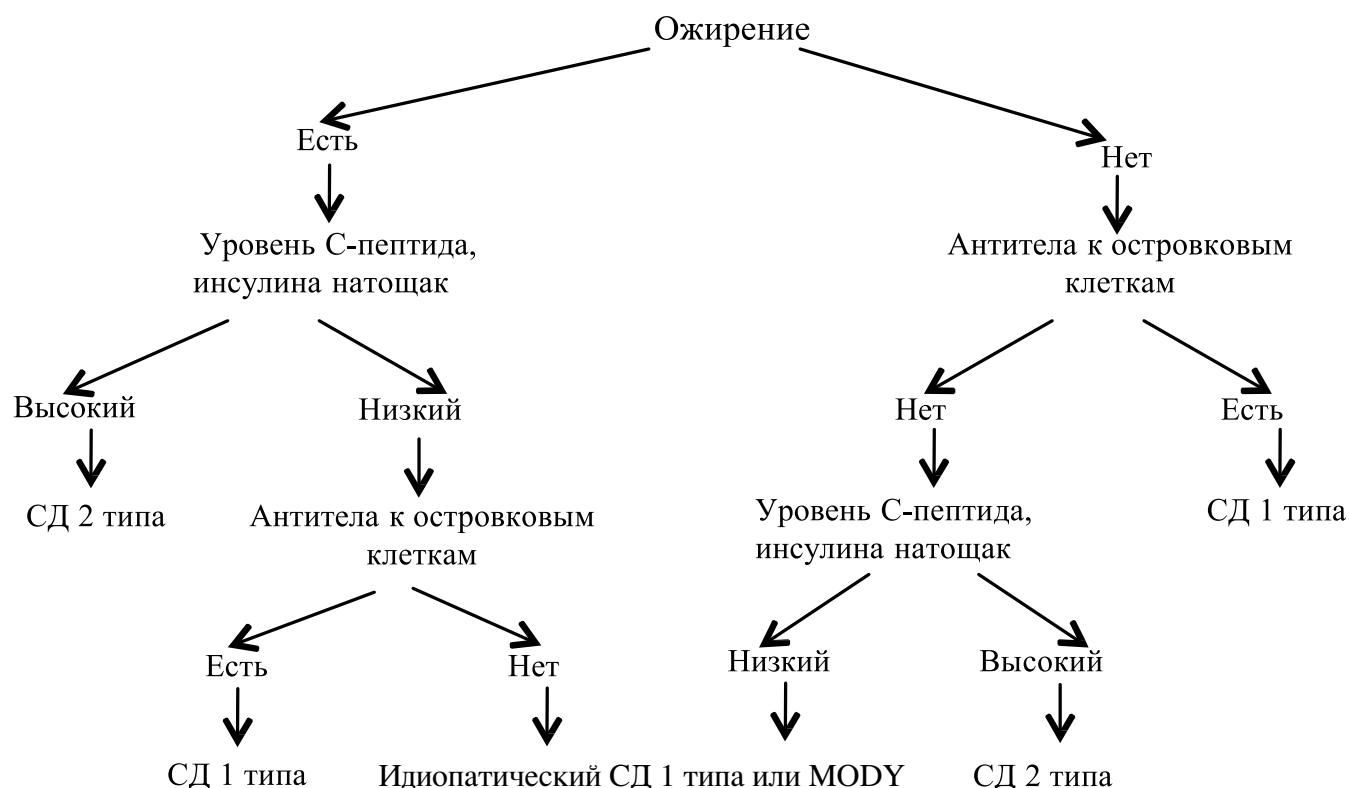 Ожирение
Есть
Нет
Уровень С-пептида,
инсулина натощак
Антитела к островковым
клеткам
Высокий
Низкий
Нет
Есть
СД 2 типа
Антитела к островковым
клеткам
Уровень С-пептида,
инсулина натощак
СД 1 типа
Есть
Нет
Низкий
Высокий
СД 1 типа
Идиопатический СД 1 типа или MODY
СД 2 типа